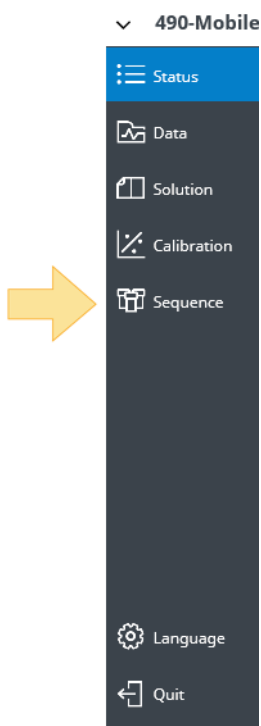 490-Mobile
Status
Data
Solution
Calibration
Sequence
Language
Quit